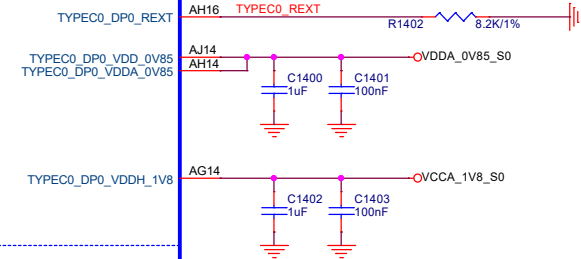 TYPEC0_DP0_REXT AH16 TYPEC0_REXT
R1402 8.2K/1%
TYPEC0_DP0_VDD_0V85 AJ14 VDDA_0V85_S0
TYPEC0_DP0_VDDA_0V85 AH14
C1400 C1401
1uF 100nF
TYPEC0_DP0_VDDH_1V8 AG14 VCCA_1V8_S0
C1402 C1403
1uF 100nF